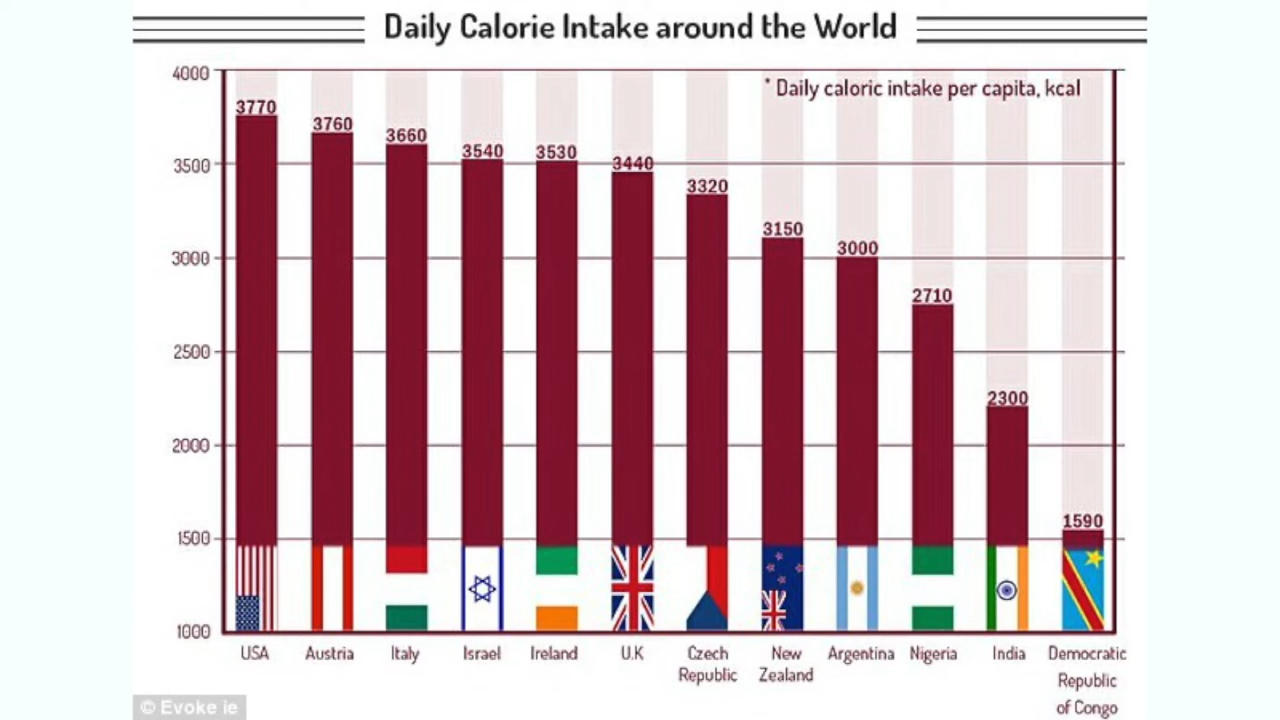 Daily Calorie Intake around the World
* Daily caloric intake per capita, kcal
4000
3500
3000
2500
2000
1500
1000
3770
3760
3660
3540
3530
3440
3320
3150
3000
2710
2300
1590
USA
Austria
Italy
Israel
Ireland
U.K
Czech
Republic
New
Zealand
Argentina
Nigeria
India
Democratic
Republic
of Congo
© Evoke ie